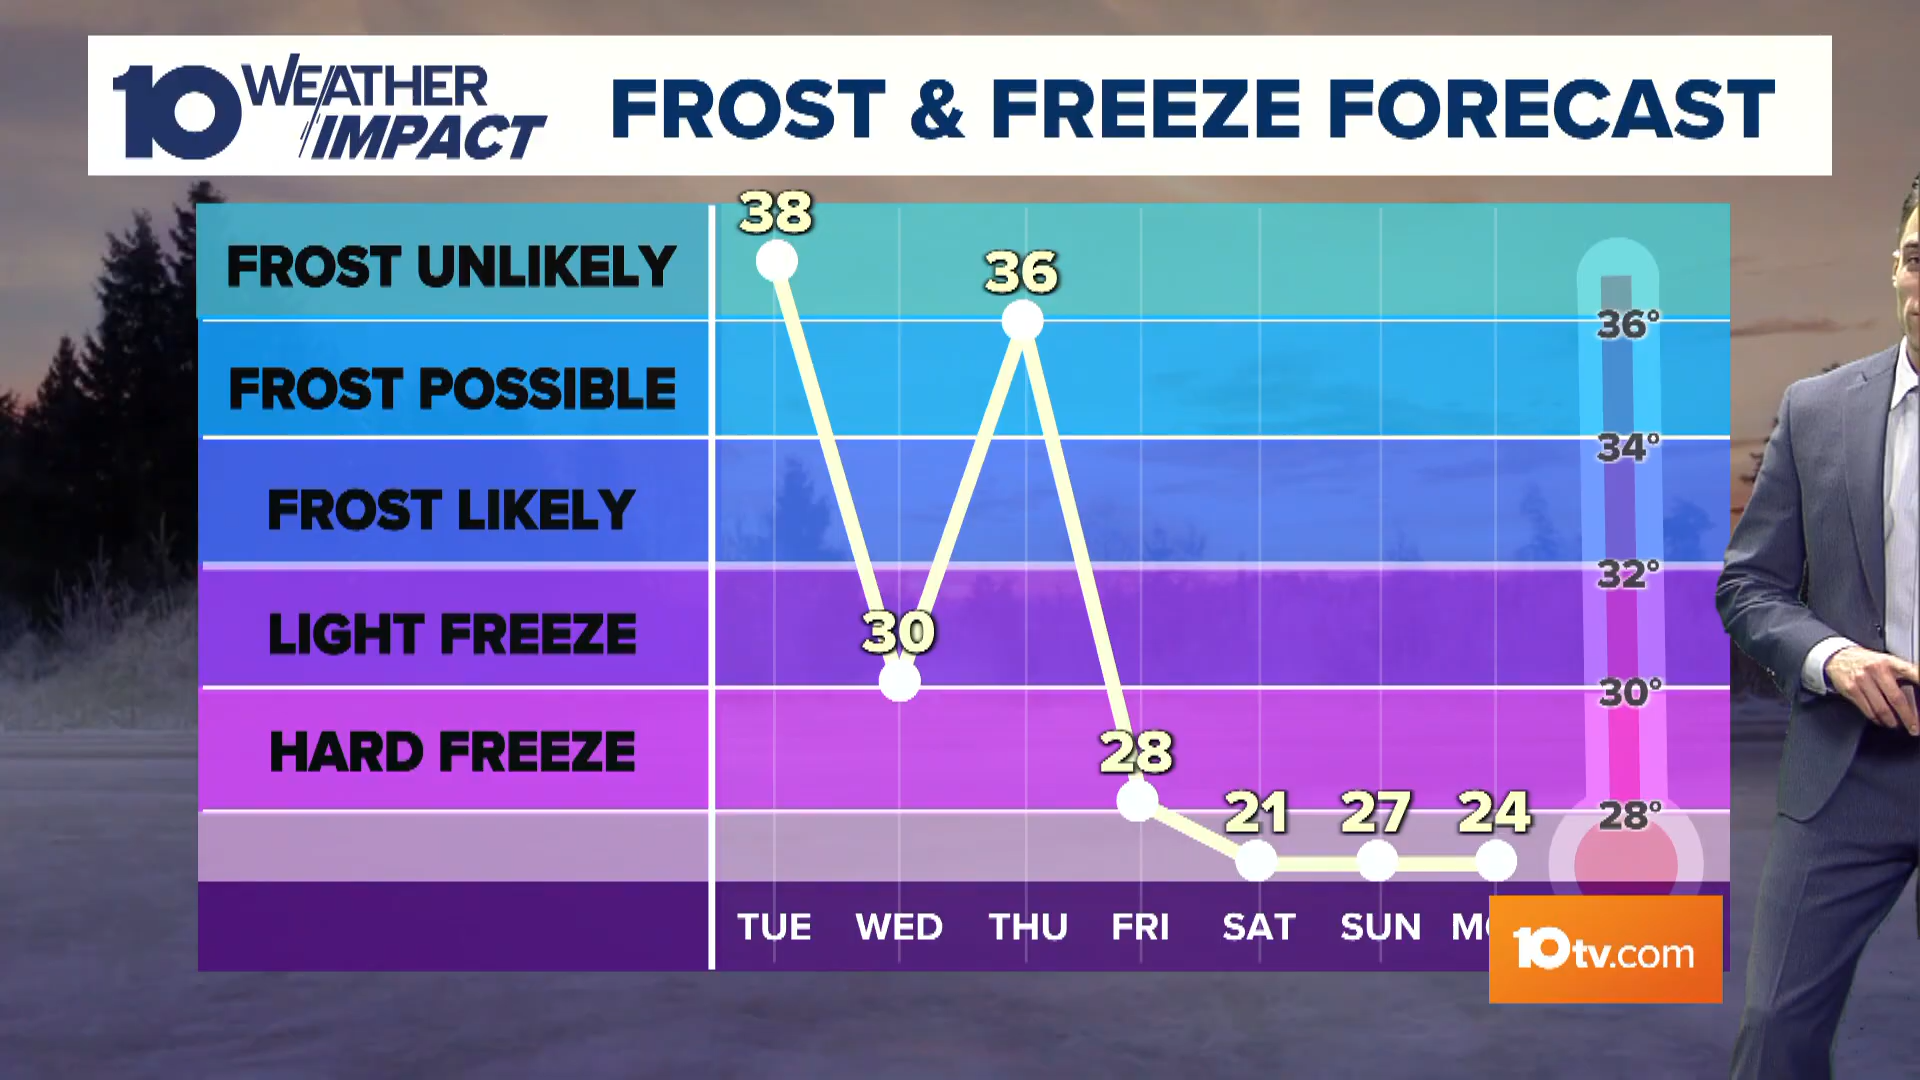 10 WEATHER IMPACT
FROST & FREEZE FORECAST
38
FROST UNLIKELY
36
36°
FROST POSSIBLE
34°
FROST LIKELY
32°
LIGHT FREEZE
30
30°
HARD FREEZE
28
21 27 24
28°
TUE WED THU FRI SAT SUN
10tv.com